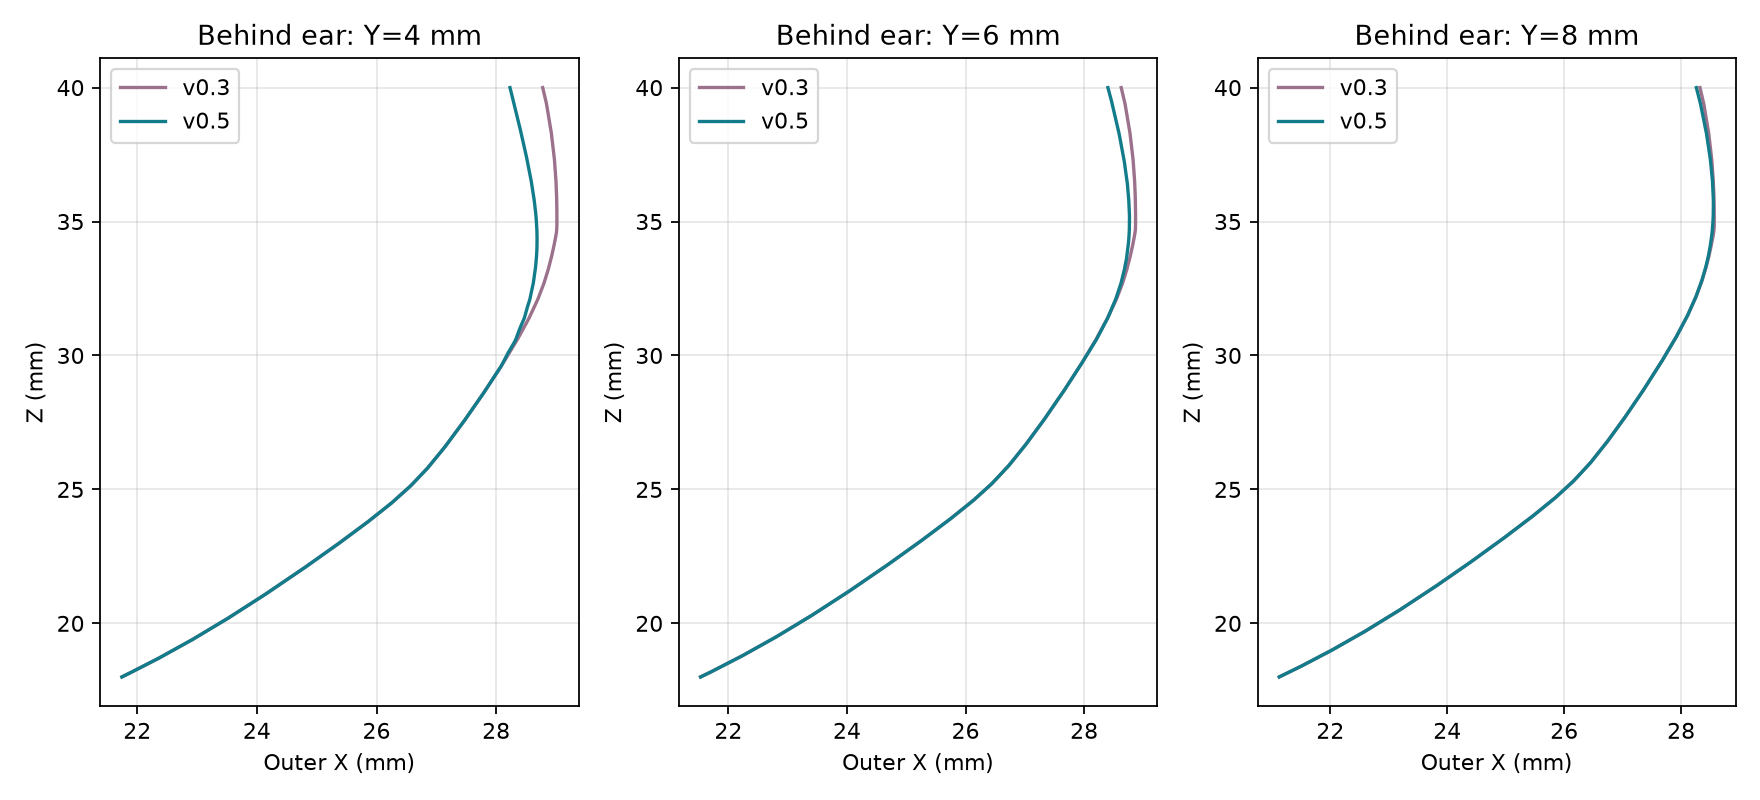 Behind ear: Y=4 mm
v0.3
v0.5
40
35
30
25
20
Z (mm)
22 24 26 28
Outer X (mm)
Behind ear: Y=6 mm
v0.3
v0.5
40
35
30
25
20
Z (mm)
22 24 26 28
Outer X (mm)
Behind ear: Y=8 mm
v0.3
v0.5
40
35
30
25
20
Z (mm)
22 24 26 28
Outer X (mm)